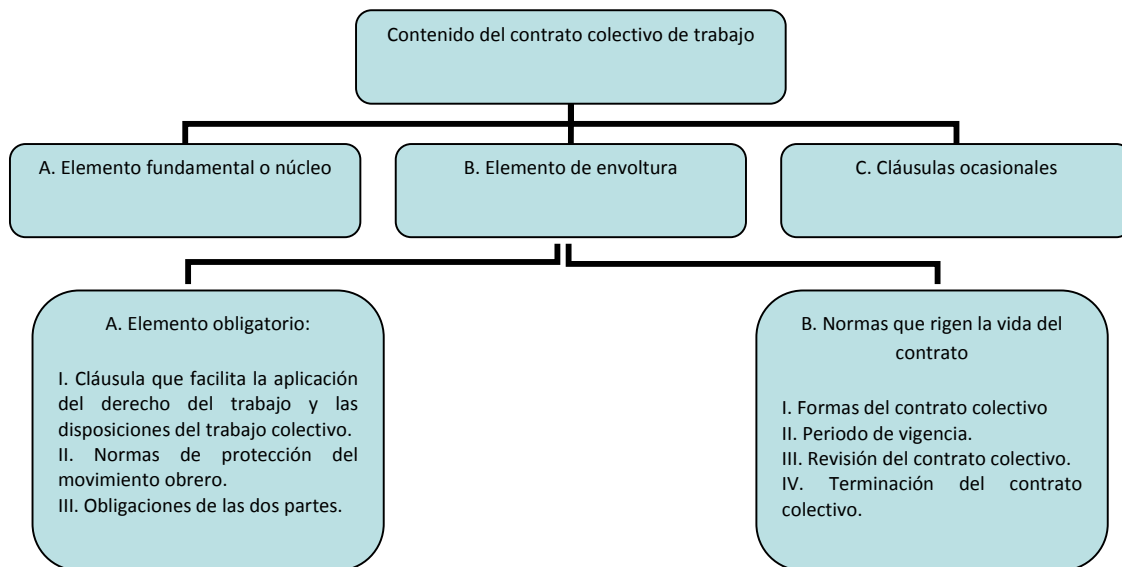 Contenido del contrato colectivo de trabajo
A. Elemento fundamental o núcleo
B. Elemento de envoltura
C. Cláusulas ocasionales
A. Elemento obligatorio:
I. Cláusula que facilita la aplicación
del derecho del trabajo y las
disposiciones del trabajo colectivo.
II. Normas de protección del
movimiento obrero.
III. Obligaciones de las dos partes.
B. Normas que rigen la vida del
contrato
I. Formas del contrato colectivo
II. Periodo de vigencia.
III. Revisión del contrato colectivo.
IV. Terminación del contrato
colectivo.